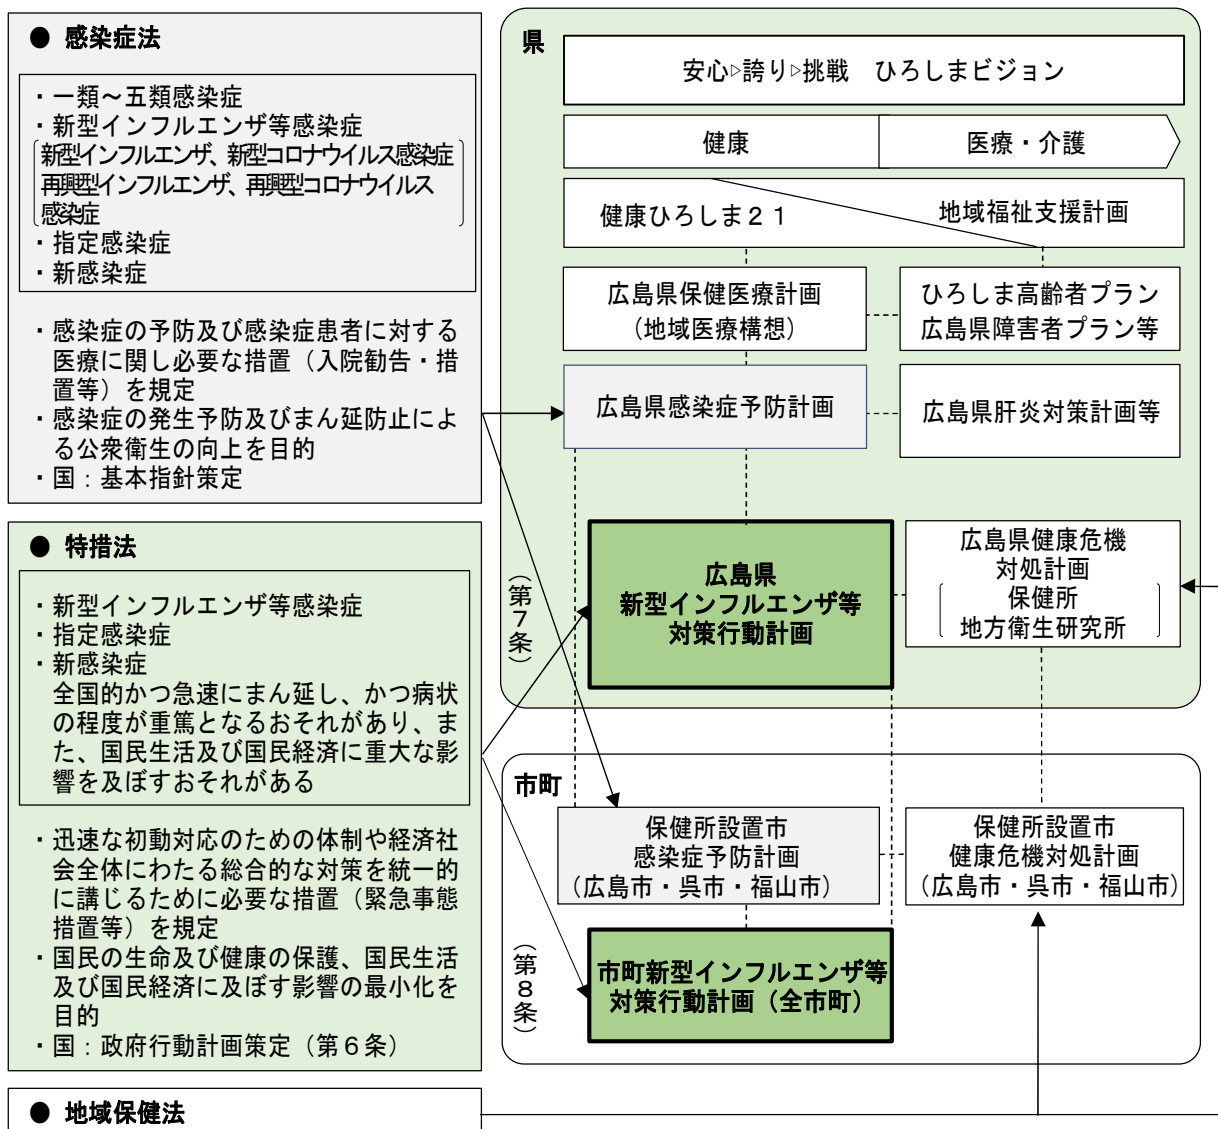 ● 感染症法
・一類～五類感染症
・新型インフルエンザ等感染症
新型インフルエンザ、新型コロナウイルス感染症
再興型インフルエンザ、再興型コロナウイルス
感染症
・指定感染症
・新感染症
・感染症の予防及び感染症患者に対する
医療に関し必要な措置（入院勧告・措
置等）を規定
・感染症の発生予防及びまん延防止によ
る公衆衛生の向上を目的
・国：基本指針策定
● 特措法
・新型インフルエンザ等感染症
・指定感染症
・新感染症
全国的かつ急速にまん延し、かつ病状
の程度が重篤となるおそれがあり、ま
た、国民生活及び国民経済に重大な影
響を及ぼすおそれがある
・迅速な初動対応のための体制や経済社
会全体にわたる総合的な対策を統一的
に講じるために必要な措置（緊急事態
措置等）を規定
・国民の生命及び健康の保護、国民生活
及び国民経済に及ぼす影響の最小化を
目的
・国：政府行動計画策定（第６条）
● 地域保健法
県
安心▷誇り▷挑戦　ひろしまビジョン
健康
医療・介護
健康ひろしま２１
地域福祉支援計画
広島県保健医療計画
（地域医療構想）
ひろしま高齢者プラン
広島県障害者プラン等
広島県感染症予防計画
広島県肝炎対策計画等
（第７条）
広島県
新型インフルエンザ等
対策行動計画
広島県健康危機
対処計画
保健所
地方衛生研究所
市町
保健所設置市
感染症予防計画
（広島市・呉市・福山市）
保健所設置市
健康危機対処計画
（広島市・呉市・福山市）
（第８条）
市町新型インフルエンザ等
対策行動計画（全市町）